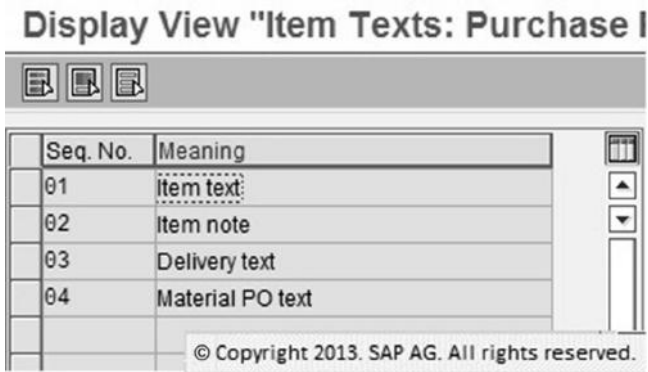 Display View "Item Texts: Purchase
Seq. No. Meaning
01 Item text
02 Item note
03 Delivery text
04 Material PO text
© Copyright 2013. SAP AG. All rights reserved.